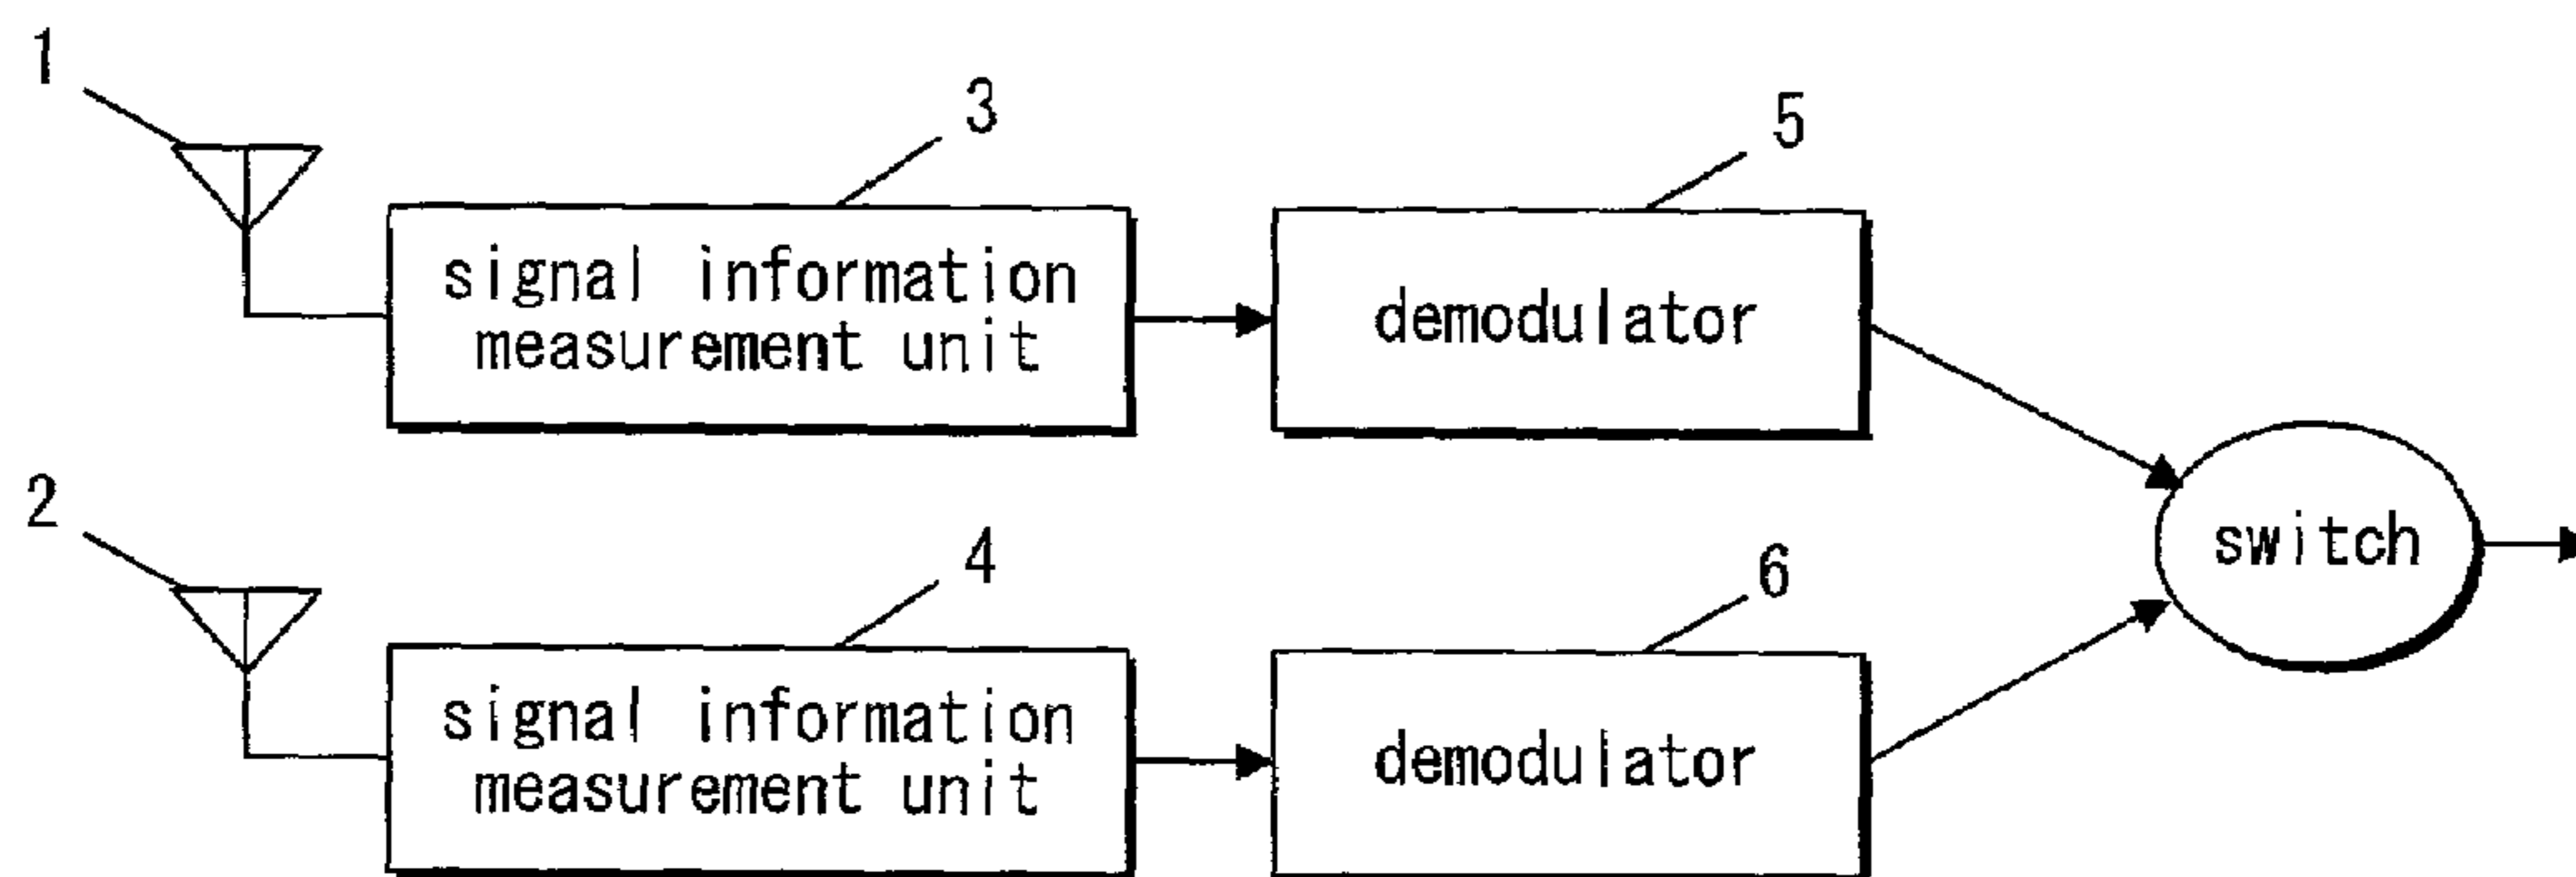 1
3
5
signal information
measurement unit
demodulator
2
4
6
switch
signal information
measurement unit
demodulator